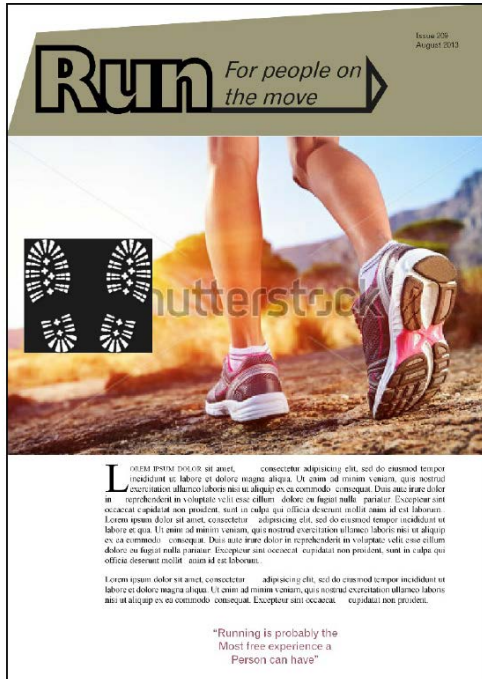 Issue 209
August 2013
Run
For people on
the move
shutterstock
LOREM IPSUM DOLOR sit amet, consectetur adipisicing elit, sed do eiusmod tempor
incididunt ut labore et dolore magna aliqua. Ut enim ad minim veniam, quis nostrud
exercitation ullamco laboris nisi ut aliquip ex ea commodo consequat. Duis aute irure dolor
in reprehenderit in voluptate velit esse cillum dolore eu fugiat nulla pariatur. Excepteur sint
occaecat cupidatat non proident, sunt in culpa qui officia deserunt mollit anim id est laborum.
Lorem ipsum dolor sit amet, consectetur adipisicing elit, sed do eiusmod tempor incididunt ut
labore et qua. Ut enim ad minim veniam, quis nostrud exercitation ullamco laboris nisi ut aliquip
ex ea commodo consequat. Duis aute irure dolor in reprehenderit in voluptate velit esse cillum
dolore eu fugiat nulla pariatur. Excepteur sint occaecat cupidatat non proident, sunt in culpa qui
officia deserunt mollit anim id est laborum.
Lorem ipsum dolor sit amet, consectetur adipisicing elit, sed do eiusmod tempor incididunt ut
labore et dolore magna aliqua. Ut enim ad minim veniam, quis nostrud exercitation ullamco laboris
nisi ut aliquip ex ea commodo consequat. Excepteur sint occaecat cupidatat non proident.
“Running is probably the
Most free experience a
Person can have”